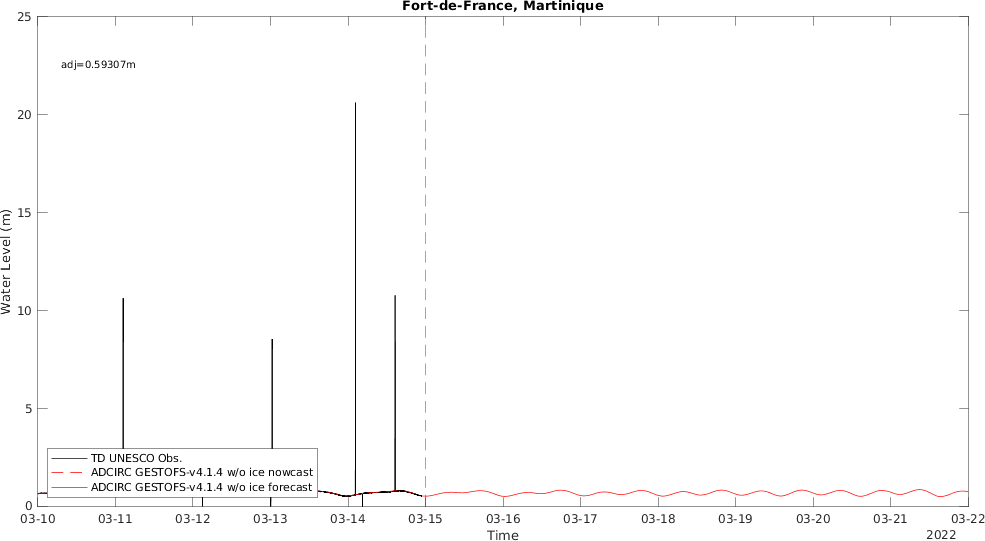 Fort-de-France, Martinique
25
adj=0.59307m
20
15
10
5
0
Water Level (m)
TD UNESCO Obs.
ADCIRC GESTOFS-v4.1.4 w/o ice nowcast
ADCIRC GESTOFS-v4.1.4 w/o ice forecast
03-10 03-11 03-12 03-13 03-14 03-15 03-16 03-17 03-18 03-19 03-20 03-21 03-22
Time
2022